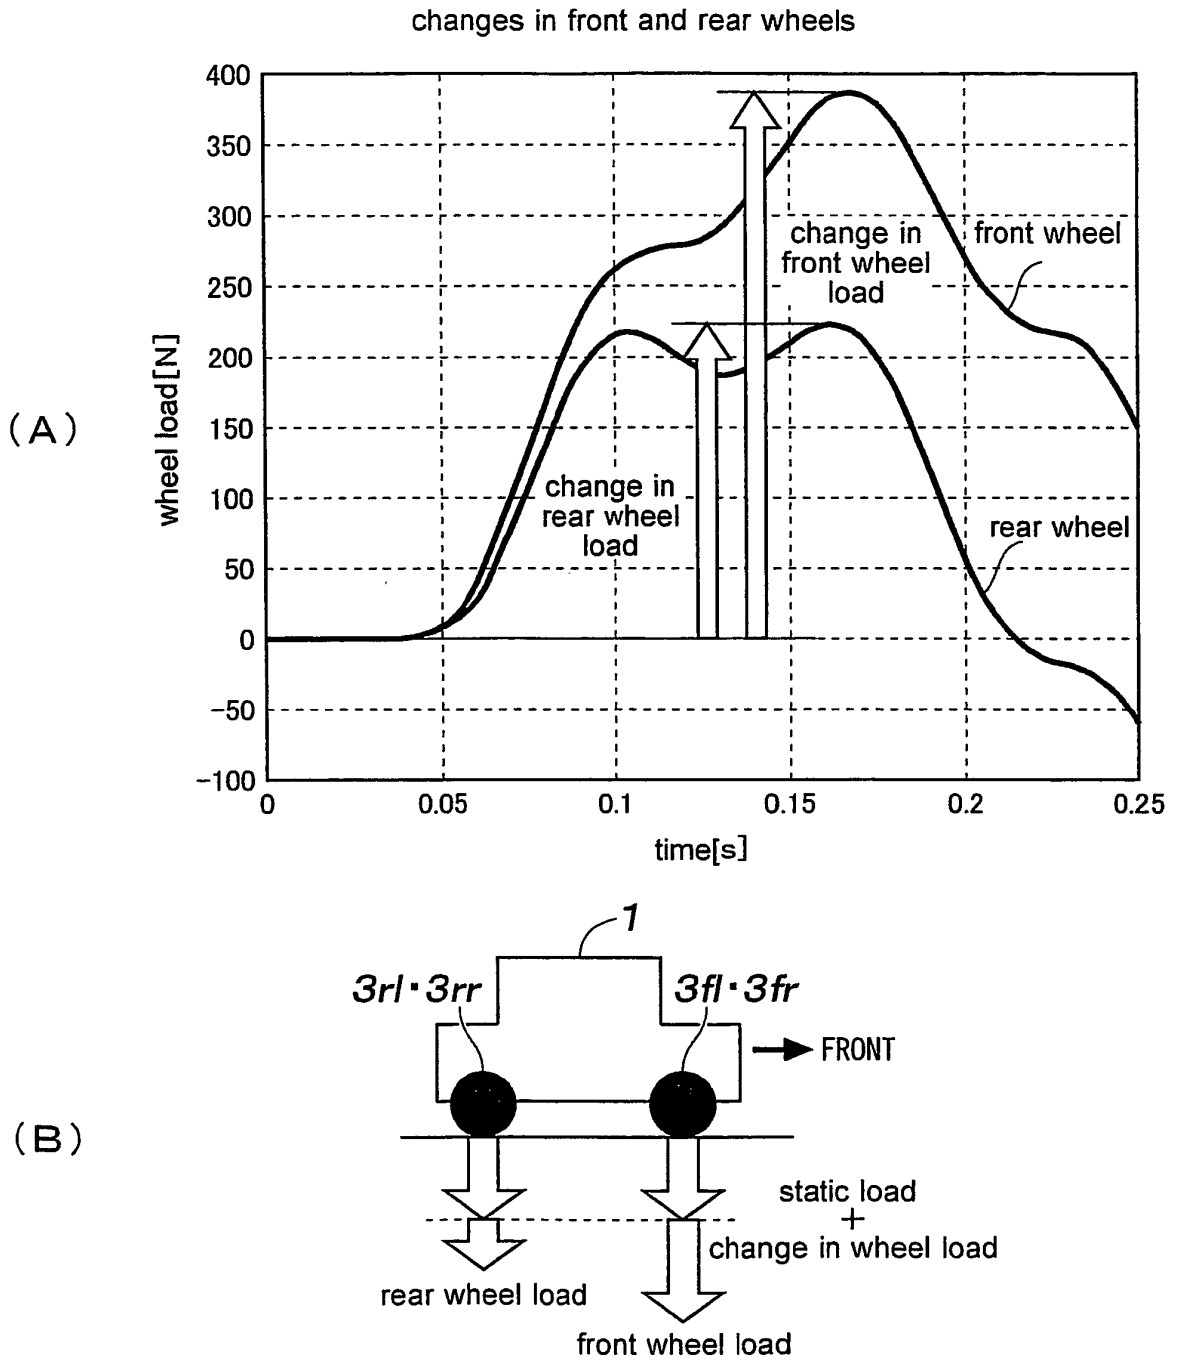 changes in front and rear wheels
(A)
wheel load[N]
400
350
300
250
200
150
100
50
0
−50
−100
0
0.05
0.1
0.15
0.2
0.25
time[s]
change in
front wheel
load
front wheel
change in
rear wheel
load
rear wheel
(B)
1
3rl・3rr
3fl・3fr
FRONT
static load
+
change in wheel load
rear wheel load
front wheel load